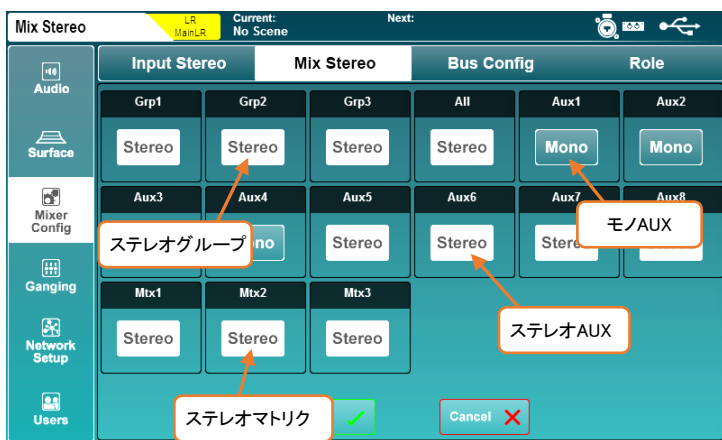 Mix Stereo
LR
MainLR
Current:
No Scene
Next:
Audio
Surface
Mixer
Config
Ganging
Network
Setup
Users
Input Stereo
Mix Stereo
Bus Config
Role
Grp1
Grp2
Grp3
All
Aux1
Aux2
Stereo
Stereo
Stereo
Stereo
Mono
Mono
Aux3
Aux4
Aux5
Aux6
Aux7
Aux8
ステレオグループ
no
Stereo
Stereo
Stere
モノAUX
Mtx1
Mtx2
Mtx3
Stereo
Stereo
Stereo
ステレオAUX
ステレオマトリク
Cancel